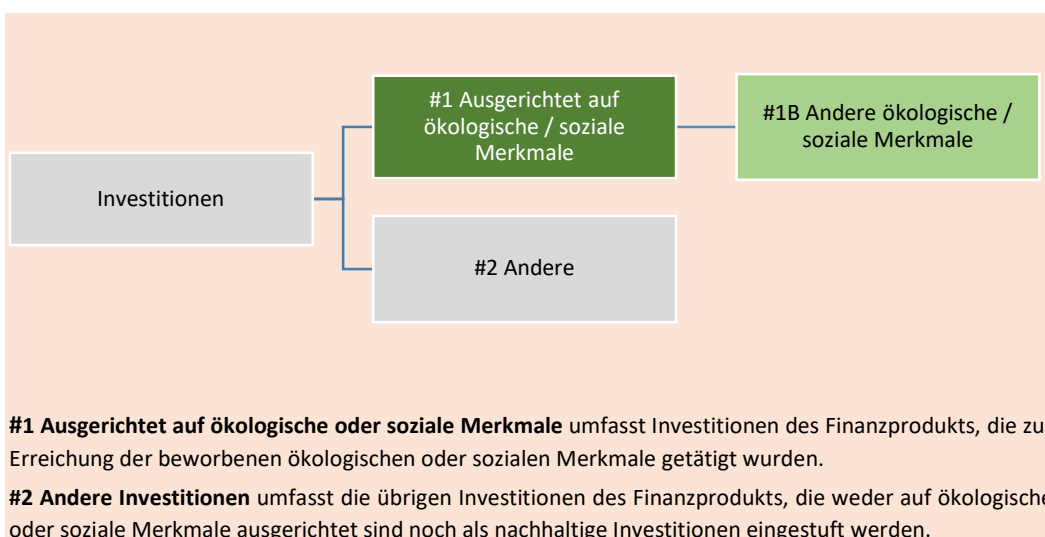 #1 Ausgerichtet auf
ökologische / soziale
Merkmale
#1B Andere ökologische /
soziale Merkmale
Investitionen
#2 Andere
#1 Ausgerichtet auf ökologische oder soziale Merkmale umfasst Investitionen des Finanzprodukts, die zu
Erreichung der beworbenen ökologischen oder sozialen Merkmale getätigt wurden.
#2 Andere Investitionen umfasst die übrigen Investitionen des Finanzprodukts, die weder auf ökologische
oder soziale Merkmale ausgerichtet sind noch als nachhaltige Investitionen eingestuft werden.